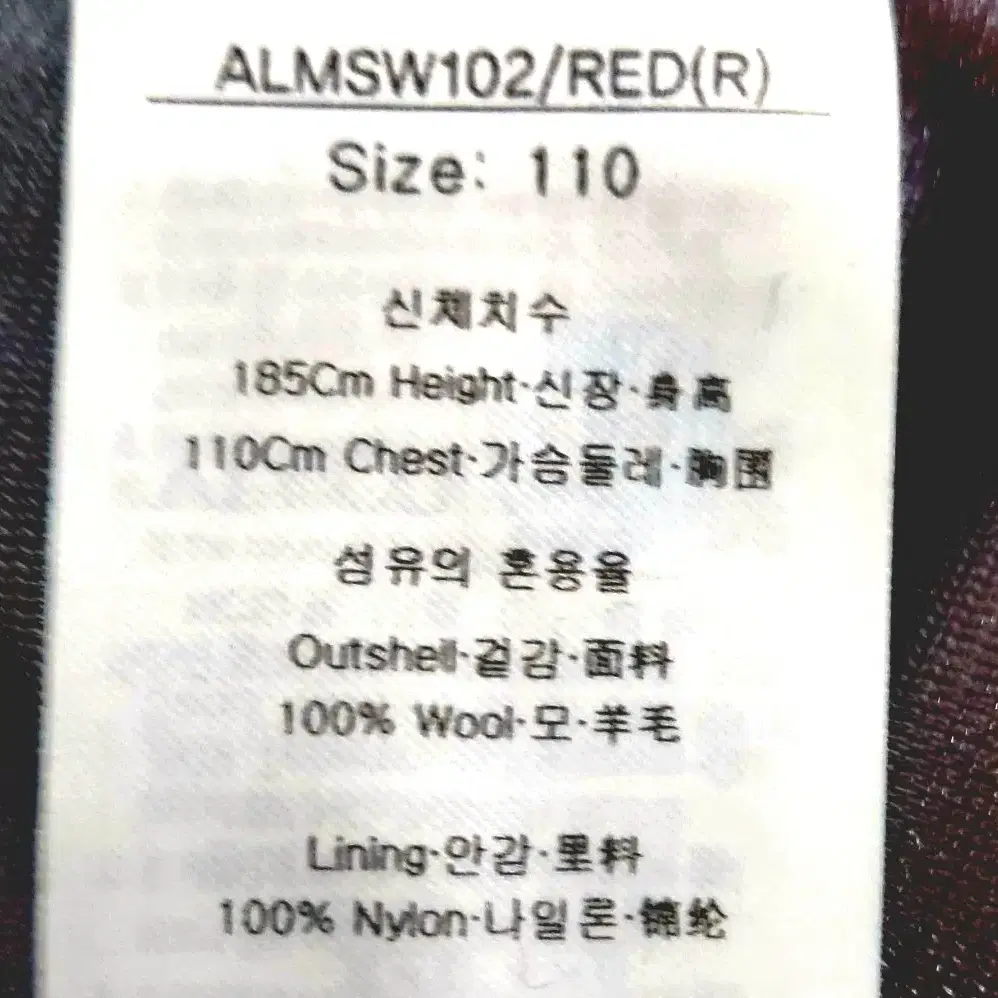 ALMSW102/RED(R)
Size: 110
신체치수
185Cm Height·신장·身高
110Cm Chest·가슴둘레·胸围
섬유의 혼용율
Outshell·겉감·面料
100% Wool·모·羊毛
Lining·안감·里料
100% Nylon·나일론·锦纶